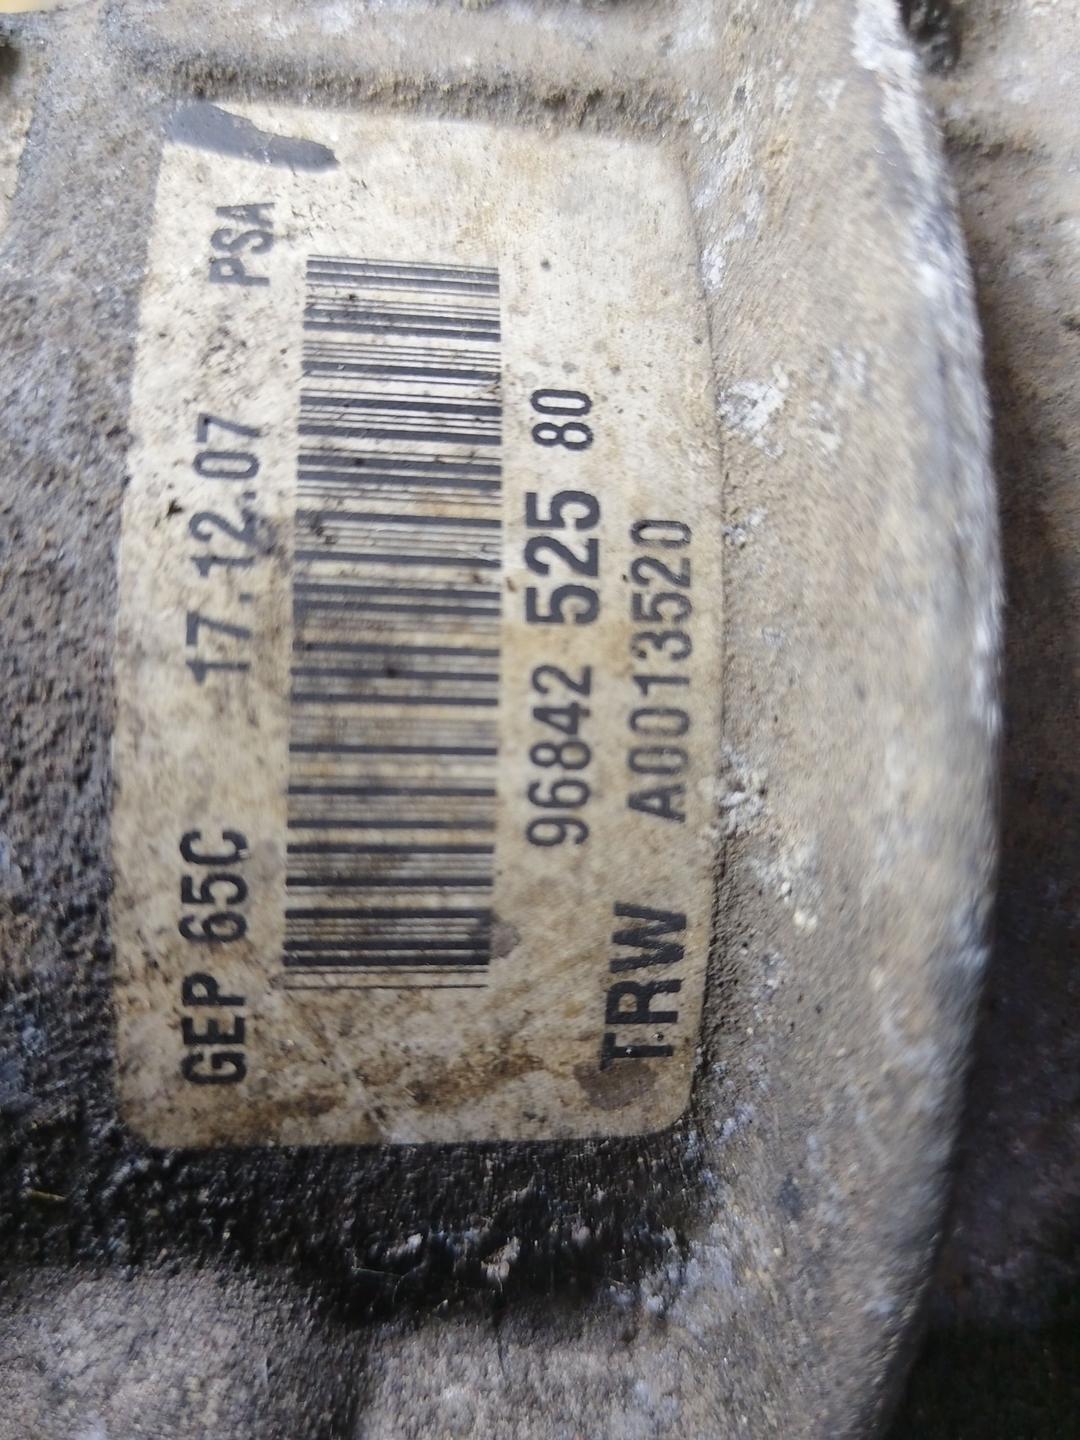 GEP 65C 17.12.07 PSA
96842 525 80
TRW A0013520